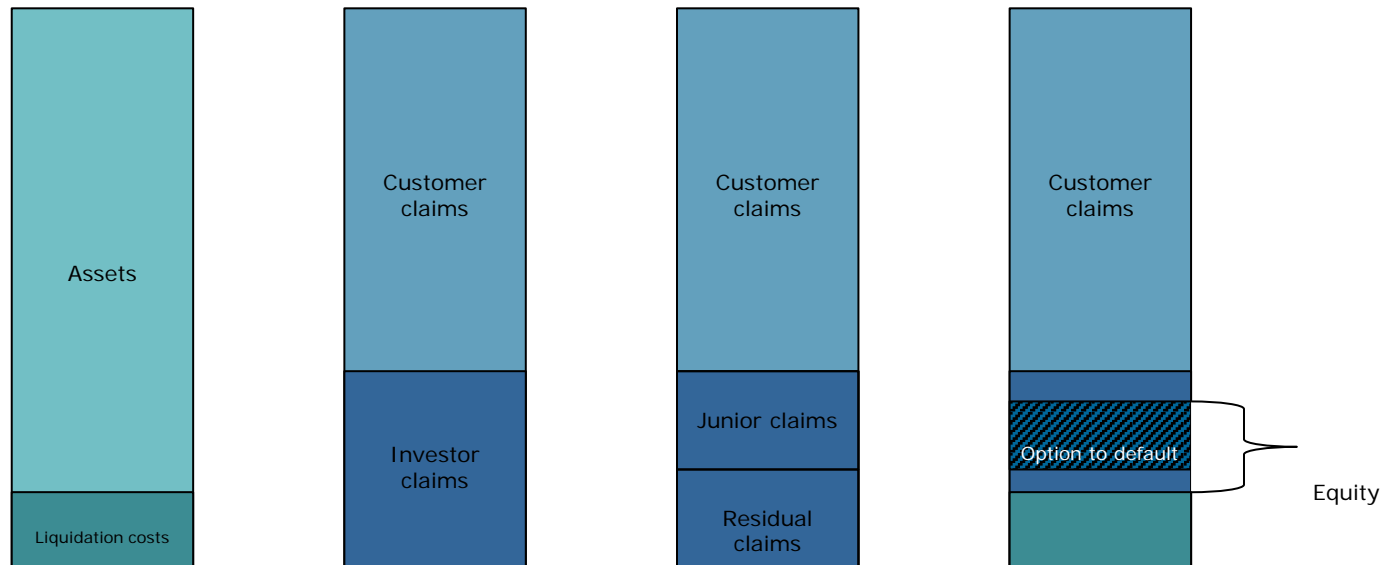 Assets
Liquidation costs
Customer
claims
Investor
claims
Customer
claims
Junior claims
Residual
claims
Customer
claims
Option to default
Equity